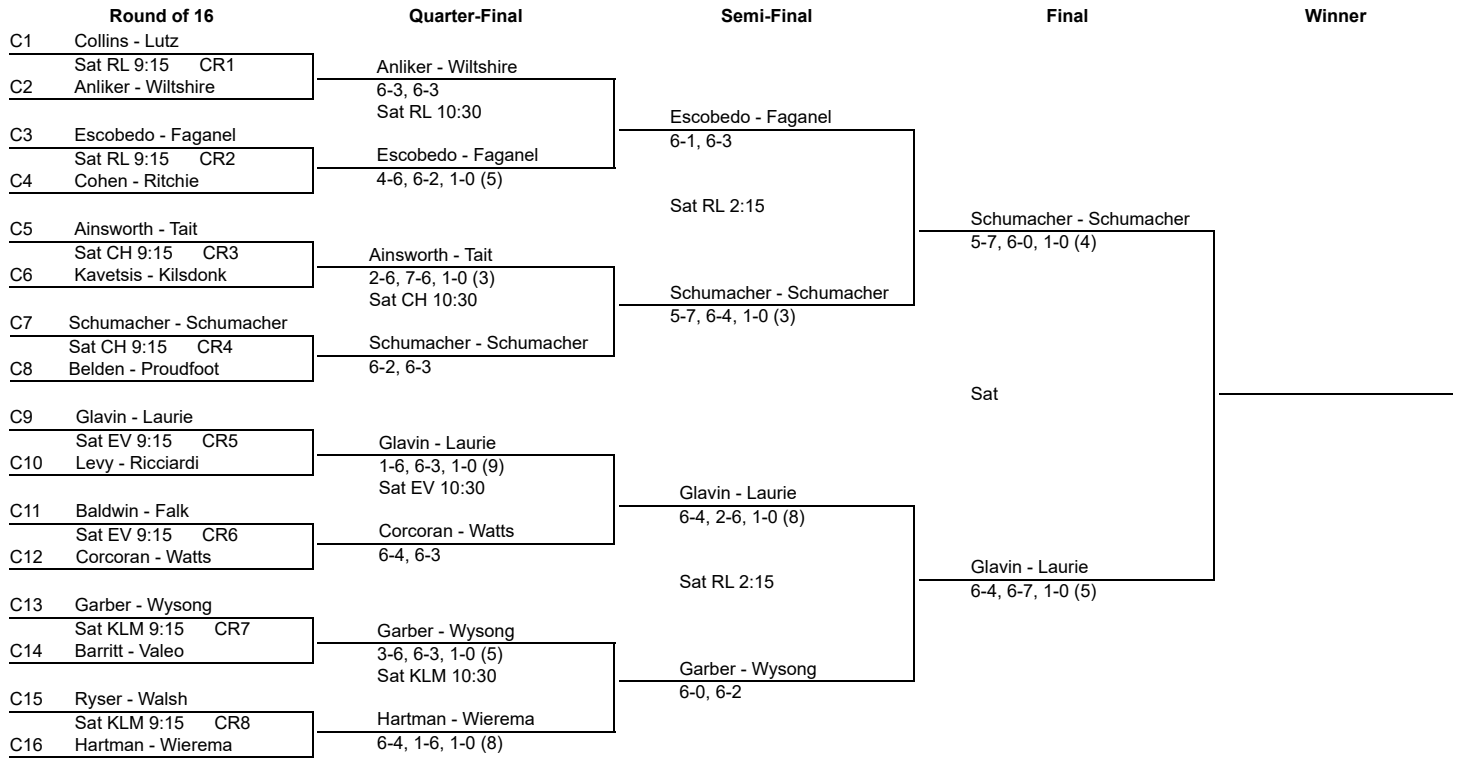 Round of 16 Quarter-Final Semi-Final Final Winner
C1 Collins - Lutz
Sat RL 9:15 CR1
C2 Anliker - Wiltshire
C3 Escobedo - Faganel
Sat RL 9:15 CR2
C4 Cohen - Ritchie
C5 Ainsworth - Tait
Sat CH 9:15 CR3
C6 Kavetsis - Kilsdonk
C7 Schumacher - Schumacher
Sat CH 9:15 CR4
C8 Belden - Proudfoot
C9 Glavin - Laurie
Sat EV 9:15 CR5
C10 Levy - Ricciardi
C11 Baldwin - Falk
Sat EV 9:15 CR6
C12 Corcoran - Watts
C13 Garber - Wysong
Sat KLM 9:15 CR7
C14 Barritt - Valeo
C15 Ryser - Walsh
Sat KLM 9:15 CR8
C16 Hartman - Wierema
Anliker - Wiltshire
6-3, 6-3
Sat RL 10:30
Escobedo - Faganel
4-6, 6-2, 1-0 (5)
Ainsworth - Tait
2-6, 7-6, 1-0 (3)
Sat CH 10:30
Schumacher - Schumacher
6-2, 6-3
Glavin - Laurie
1-6, 6-3, 1-0 (9)
Sat EV 10:30
Corcoran - Watts
6-4, 6-3
Garber - Wysong
3-6, 6-3, 1-0 (5)
Sat KLM 10:30
Hartman - Wierema
6-4, 1-6, 1-0 (8)
Escobedo - Faganel
6-1, 6-3
Sat RL 2:15
Schumacher - Schumacher
5-7, 6-4, 1-0 (3)
Glavin - Laurie
6-4, 2-6, 1-0 (8)
Sat RL 2:15
Garber - Wysong
6-0, 6-2
Schumacher - Schumacher
5-7, 6-0, 1-0 (4)
Sat
Glavin - Laurie
6-4, 6-7, 1-0 (5)